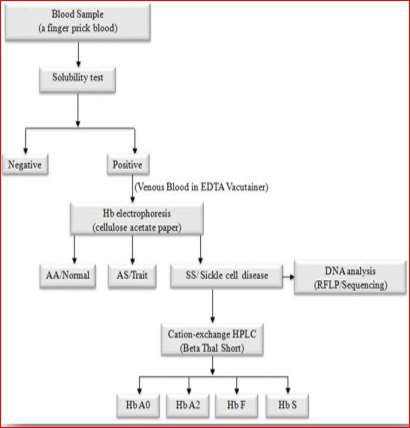 Blood Sample
(a finger prick blood)
Solubility test
Negative
Positive
(Venous Blood in EDTA Vacutainer)
Hb electrophoresis
(cellulose acetate paper)
AA/Normal
AS/Trait
SS/ Sickle cell disease
DNA analysis
(RFLP/Sequencing)
Cation-exchange HPLC
(Beta Thal Short)
Hb A0
Hb A2
Hb F
Hb S